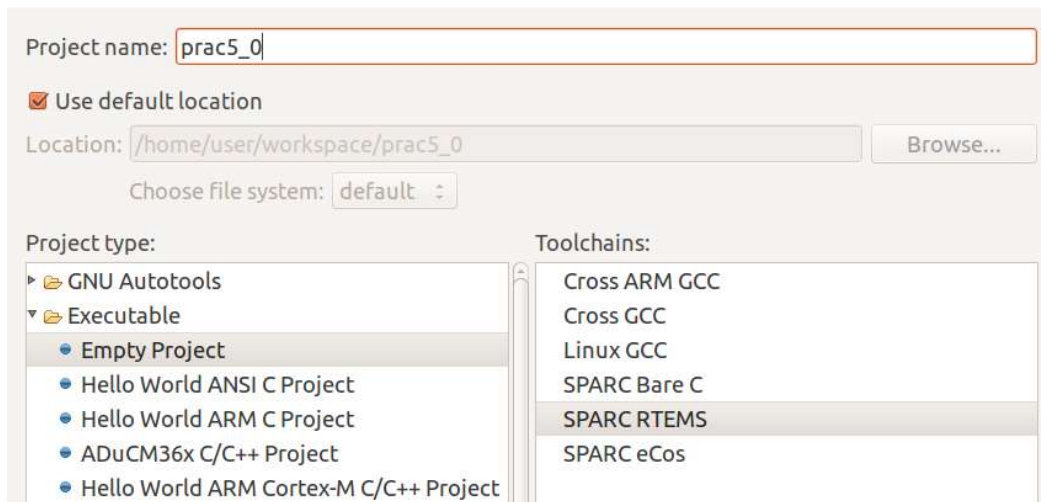 Project name: prac5_0
Use default location
Location: /home/user/workspace/prac5_0 Browse...
Choose file system: default
Project type:
GNU Autotools
Executable
Empty Project
Hello World ANSI C Project
Hello World ARM C Project
ADuCM36x C/C++ Project
Hello World ARM Cortex-M C/C++ Project
Toolchains:
Cross ARM GCC
Cross GCC
Linux GCC
SPARC Bare C
SPARC RTEMS
SPARC eCos